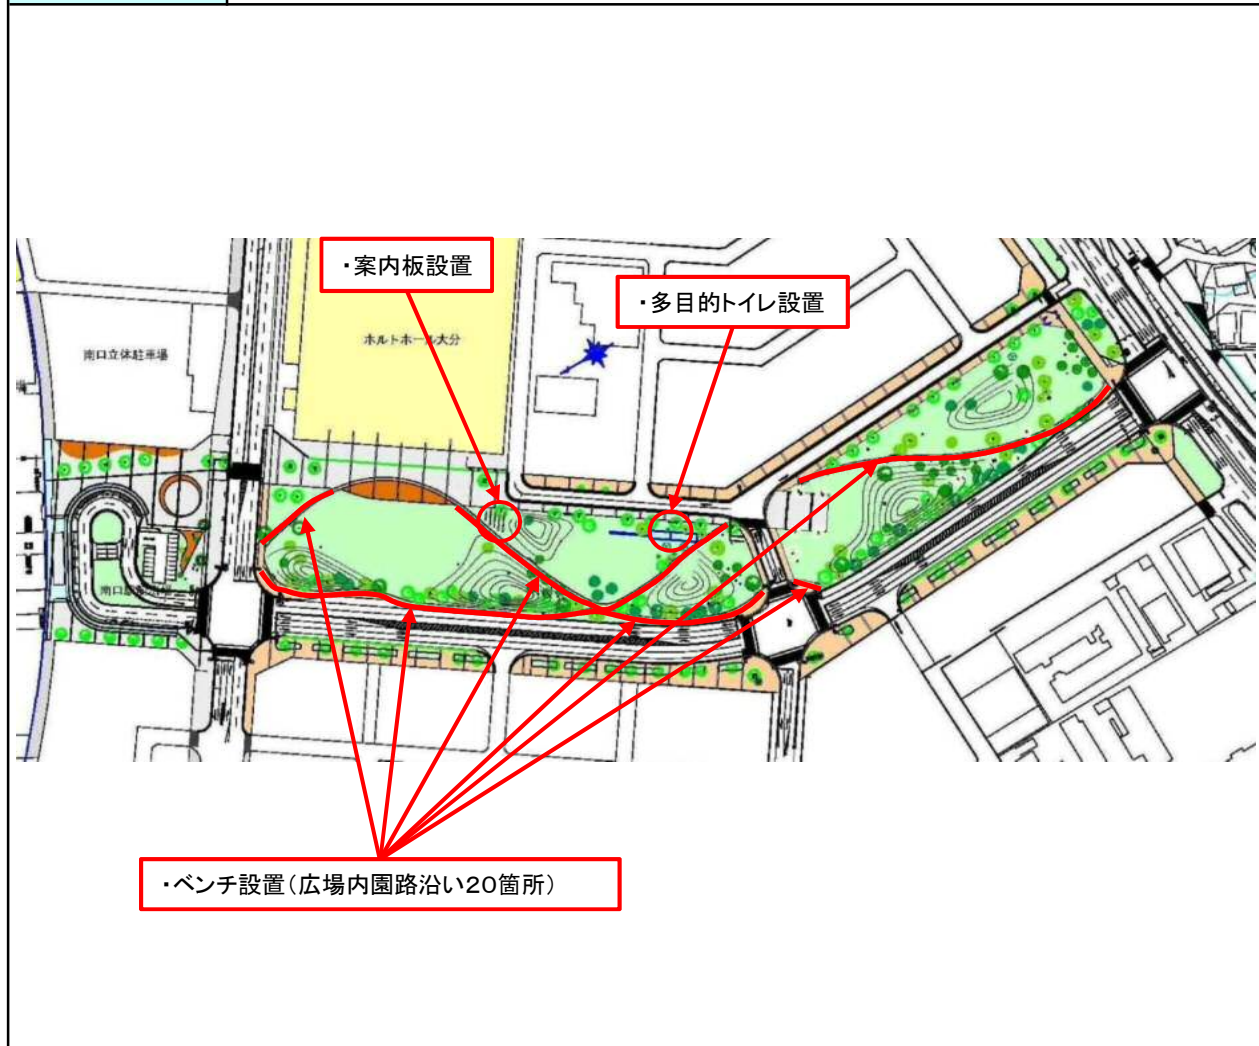 ・案内板設置
・多目的トイレ設置
ホルトホール大分
南口立体駐車場
・ベンチ設置（広場内園路沿い20箇所）